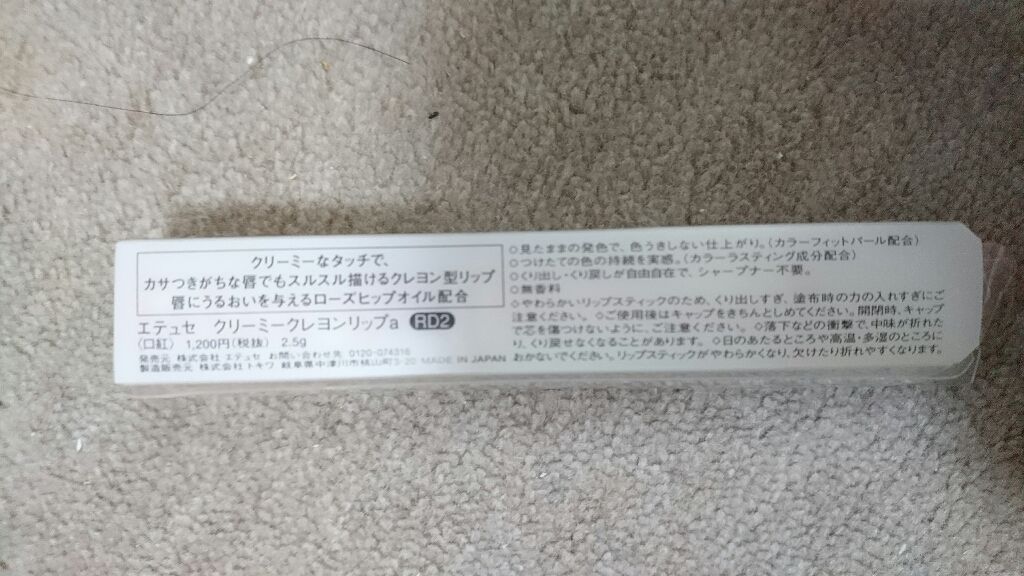 クリーミーなタッチで、
カサつきがちな唇でもスルスル描けるクレヨン型リップ
唇にうるおいを与えるローズヒップオイル配合
エテュセ クリーミークレヨンリップa RD2
〈口紅〉 1,200円(税抜) 2.5g
発売元 株式会社 エテュセ お問い合わせ先 0120-074316
製造販売元 株式会社 トキワ 岐阜県中津川市桃山町3-20 MADE IN JAPAN
○見たままの発色で、色うきしない仕上がり。(カラーフィットパール配合)
○つけたての色の持続を実感。(カラーラスティング成分配合)
○くり出し・くり戻しが自由自在で、シャープナー不要。
○無香料
○やわらかいリップスティックのため、くり出しすぎ、塗布時の力の入れすぎにご
注意ください。○ご使用後はキャップをきちんとしめてください。開閉時、キャップ
で芯を傷つけないように、ご注意ください。○落下などの衝撃で、中味が折れた
り、くり戻せなくなることがあります。○日のあたるところや高温・多湿のところに
おかないでください。リップスティックがやわらかくなり、欠けたり折れやすくなります。